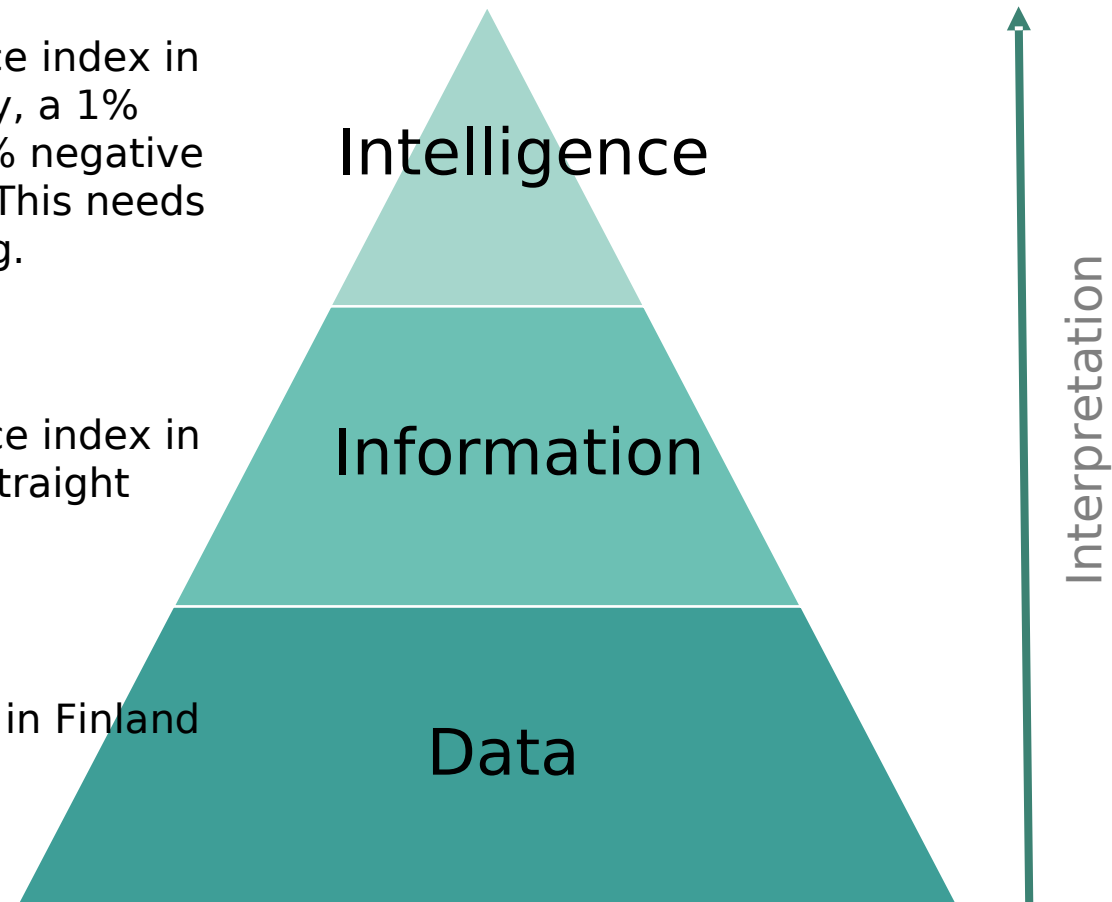 ce index in
y, a 1%
% negative
This needs
g.
Intelligence
ce index in
traight
Information
in Finland
Data
Interpretation